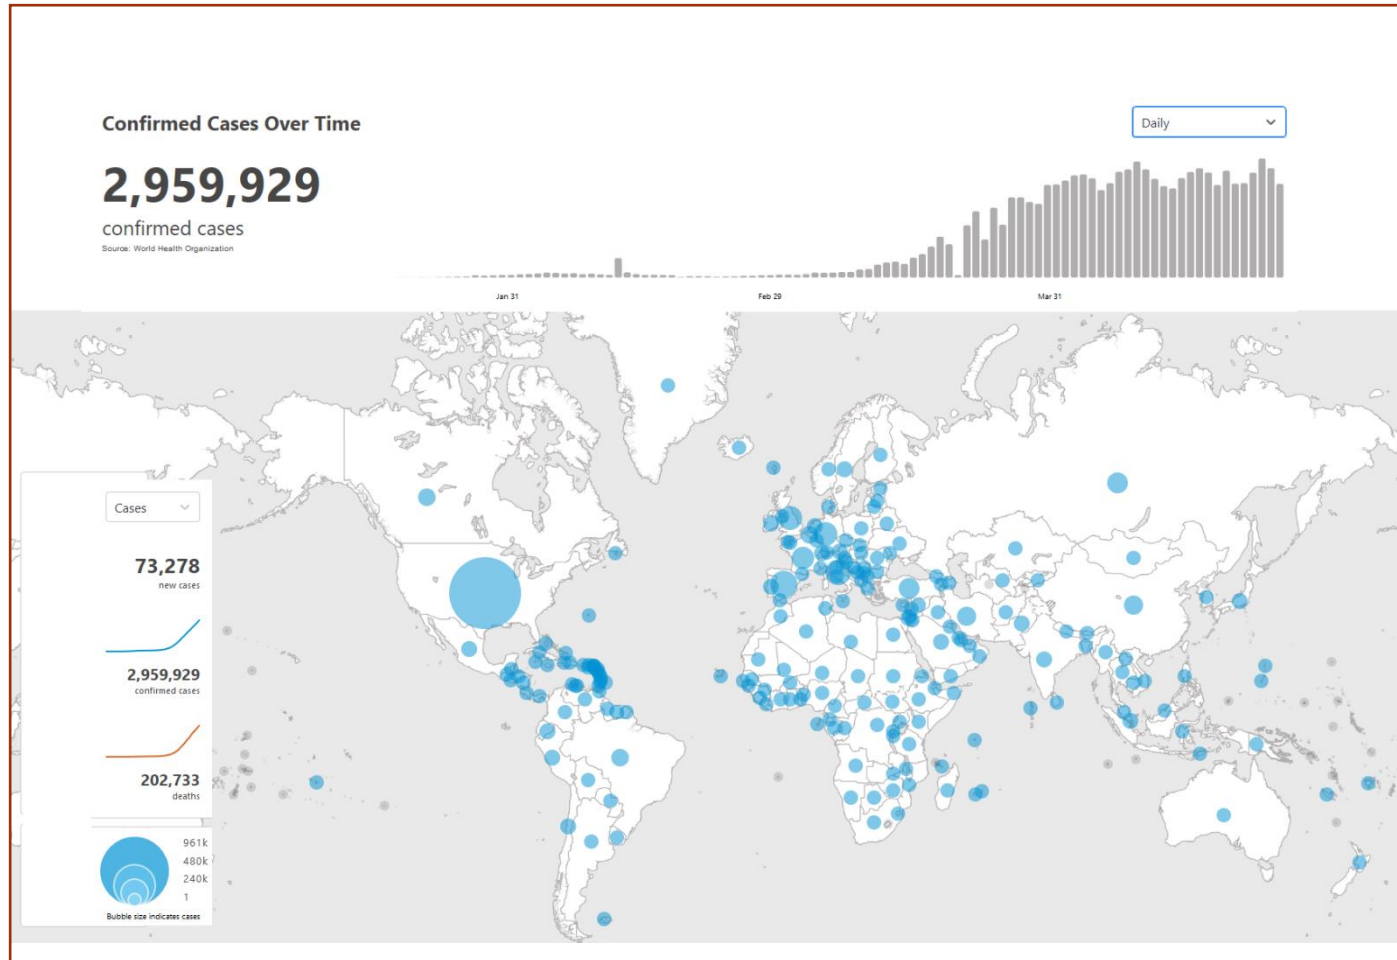 Confirmed Cases Over Time
Daily
2,959,929
confirmed cases
Source: World Health Organization
Jan 31
Feb 29
Mar 31
Cases
73,278
new cases
2,959,929
confirmed cases
202,733
deaths
961k
480k
240k
1
Bubble size indicates cases